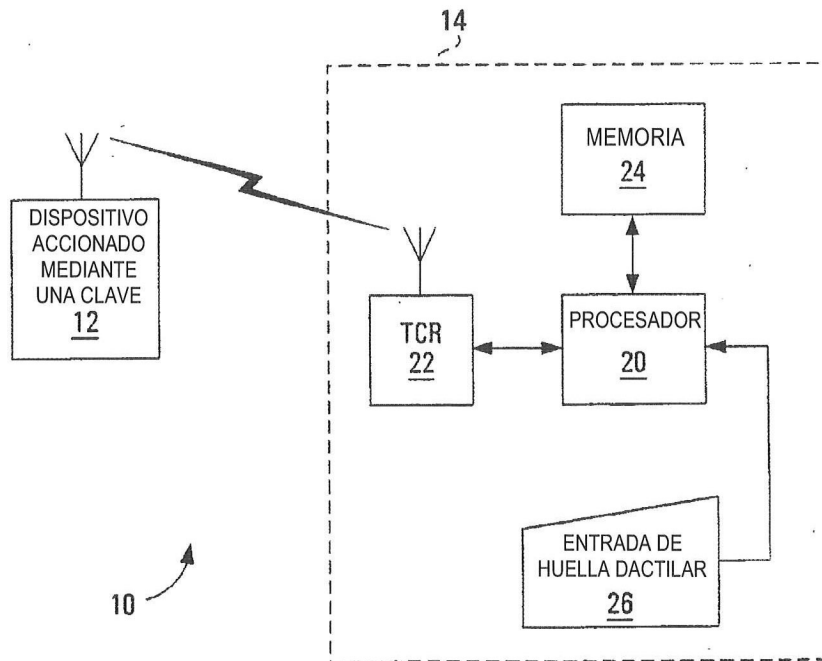 14
MEMORIA
24
DISPOSITIVO
ACCIONADO
MEDIANTE
UNA CLAVE
12
TCR
22
PROCESADOR
20
ENTRADA DE
HUELLA DACTILAR
26
10